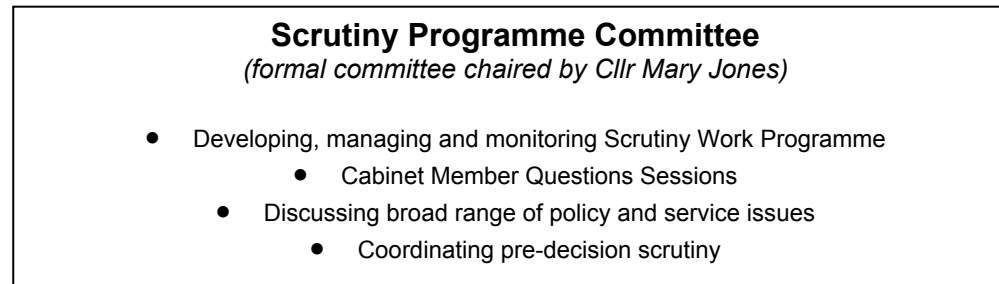 Scrutiny Programme Committee
(formal committee chaired by Cllr Mary Jones)
● Developing, managing and monitoring Scrutiny Work Programme
● Cabinet Member Questions Sessions
● Discussing broad range of policy and service issues
● Coordinating pre-decision scrutiny